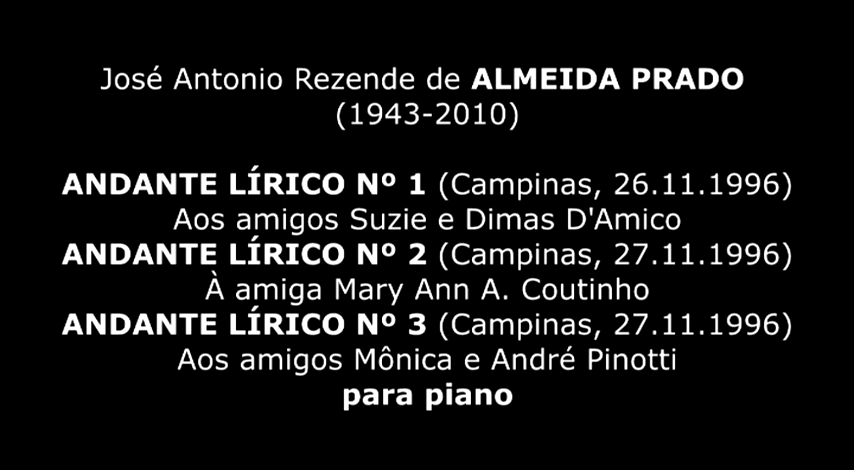 José Antonio Rezende de ALMEIDA PRADO
(1943-2010)
ANDANTE LÍRICO Nº 1 (Campinas, 26.11.1996)
Aos amigos Suzie e Dimas D'Amico
ANDANTE LÍRICO Nº 2 (Campinas, 27.11.1996)
À amiga Mary Ann A. Coutinho
ANDANTE LÍRICO Nº 3 (Campinas, 27.11.1996)
Aos amigos Mônica e André Pinotti
para piano